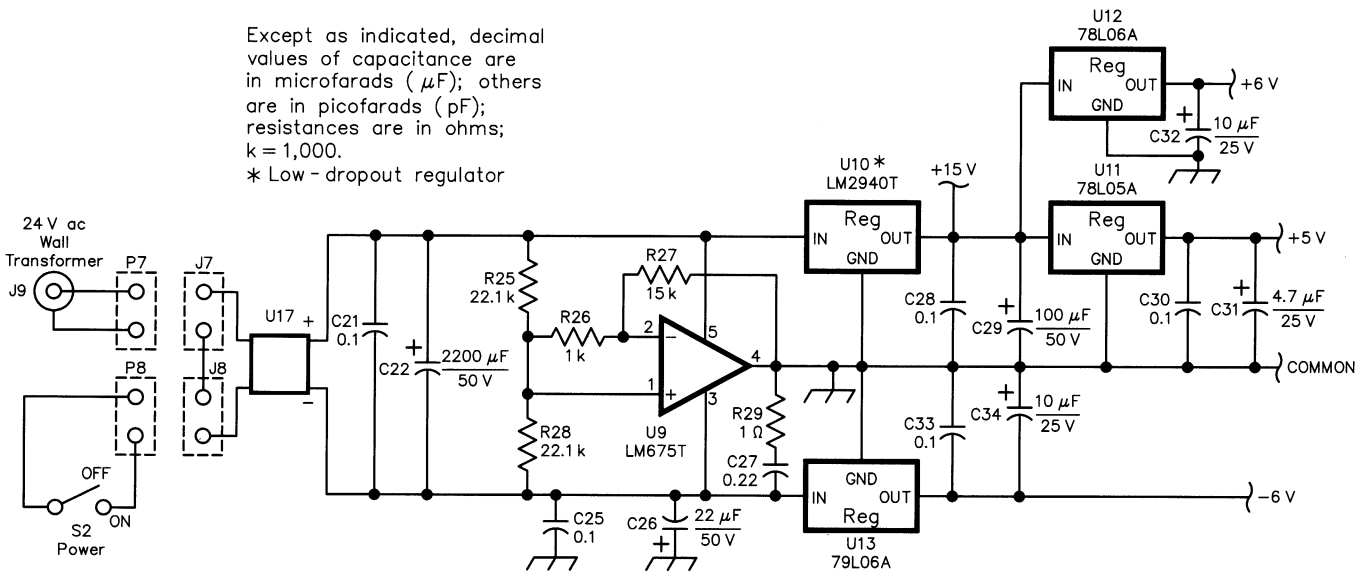 Except as indicated, decimal
values of capacitance are
in microfarads ( µF); others
are in picofarads ( pF);
resistances are in ohms;
k = 1,000.
* Low - dropout regulator
U12
78L06A
Reg
IN
OUT
GND
+6 V
C32
+
10 µF
25 V
U10 *
LM2940T
Reg
IN
OUT
GND
+15 V
U11
78L05A
Reg
IN
OUT
GND
+5 V
24 V ac
Wall
Transformer
J9
P7
J7
P8
J8
U17
+
–
OFF
ON
S2
Power
C21
0.1
C22
+
2200 µF
50 V
R25
22.1 k
R26
1 k
R27
15 k
R28
22.1 k
2
–
1
+
5
4
3
U9
LM675T
R29
1 Ω
C27
0.22
C25
0.1
C26
+
22 µF
50 V
C28
0.1
C29
+
100 µF
50 V
C30
0.1
C31
+
4.7 µF
25 V
COMMON
C33
0.1
C34
+
10 µF
25 V
IN
GND
OUT
Reg
U13
79L06A
-6 V